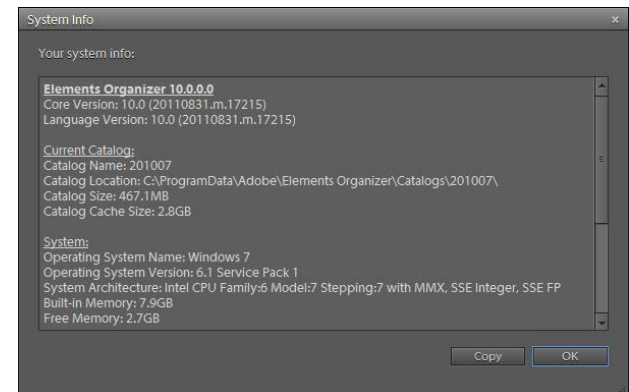 System Info
Your system info:
Elements Organizer 10.0.0.0
Core Version: 10.0 (20110831.m.17215)
Language Version: 10.0 (20110831.m.17215)
Current Catalog:
Catalog Name: 201007
Catalog Location: C:\ProgramData\Adobe\Elements Organizer\Catalogs\201007\
Catalog Size: 467.1MB
Catalog Cache Size: 2.8GB
System:
Operating System Name: Windows 7
Operating System Version: 6.1 Service Pack 1
System Architecture: Intel CPU Family:6 Model:7 Stepping:7 with MMX, SSE Integer, SSE FP
Built-in Memory: 7.9GB
Free Memory: 2.7GB
Copy OK